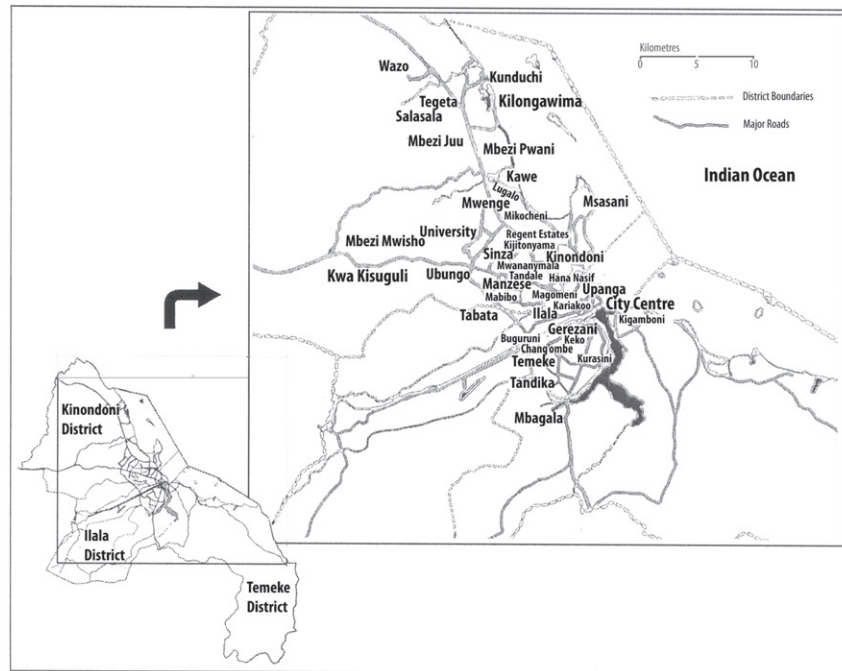 Kilometres
0 5 10
District Boundaries
Major Roads
Indian Ocean
Wazo
Kunduchi
Tegeta
Kilongawima
Salasala
Mbezi Juu
Mbezi Pwani
Kawe
Lugalo
Mwenge
Msasani
Mikocheni
University
Regent Estates
Mbezi Mwisho
Kijitonyama
Sinza
Kinondoni
Mwananymala
Kwa Kisuguli
Ubungo
Tandale
Hana Nasif
Manzese
Upanga
Mabibo
Magomeni
City Centre
Kariakoo
Tabata
Ilala
Kigamboni
Gerezani
Buguruni
Keko
Chang'ombe
Temeke
Kurasini
Tandika
Mbagala
Kinondoni
District
Ilala
District
Temeke
District